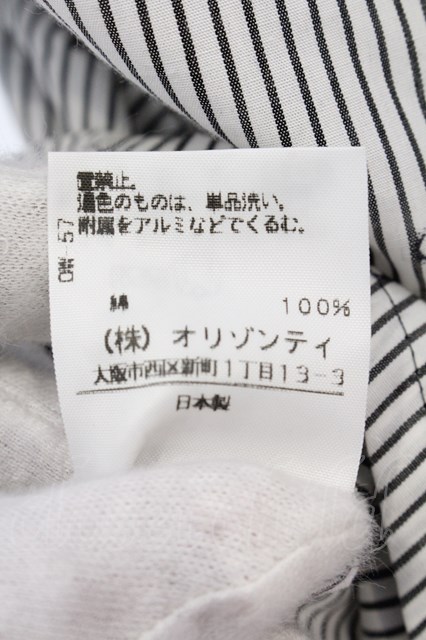 置禁止。
濃色のものは、単品洗い。
附属をアルミなどでくるむ。
綿 100%
(株) オリゾンティ
大阪市西区新町1丁目13-3
日本製